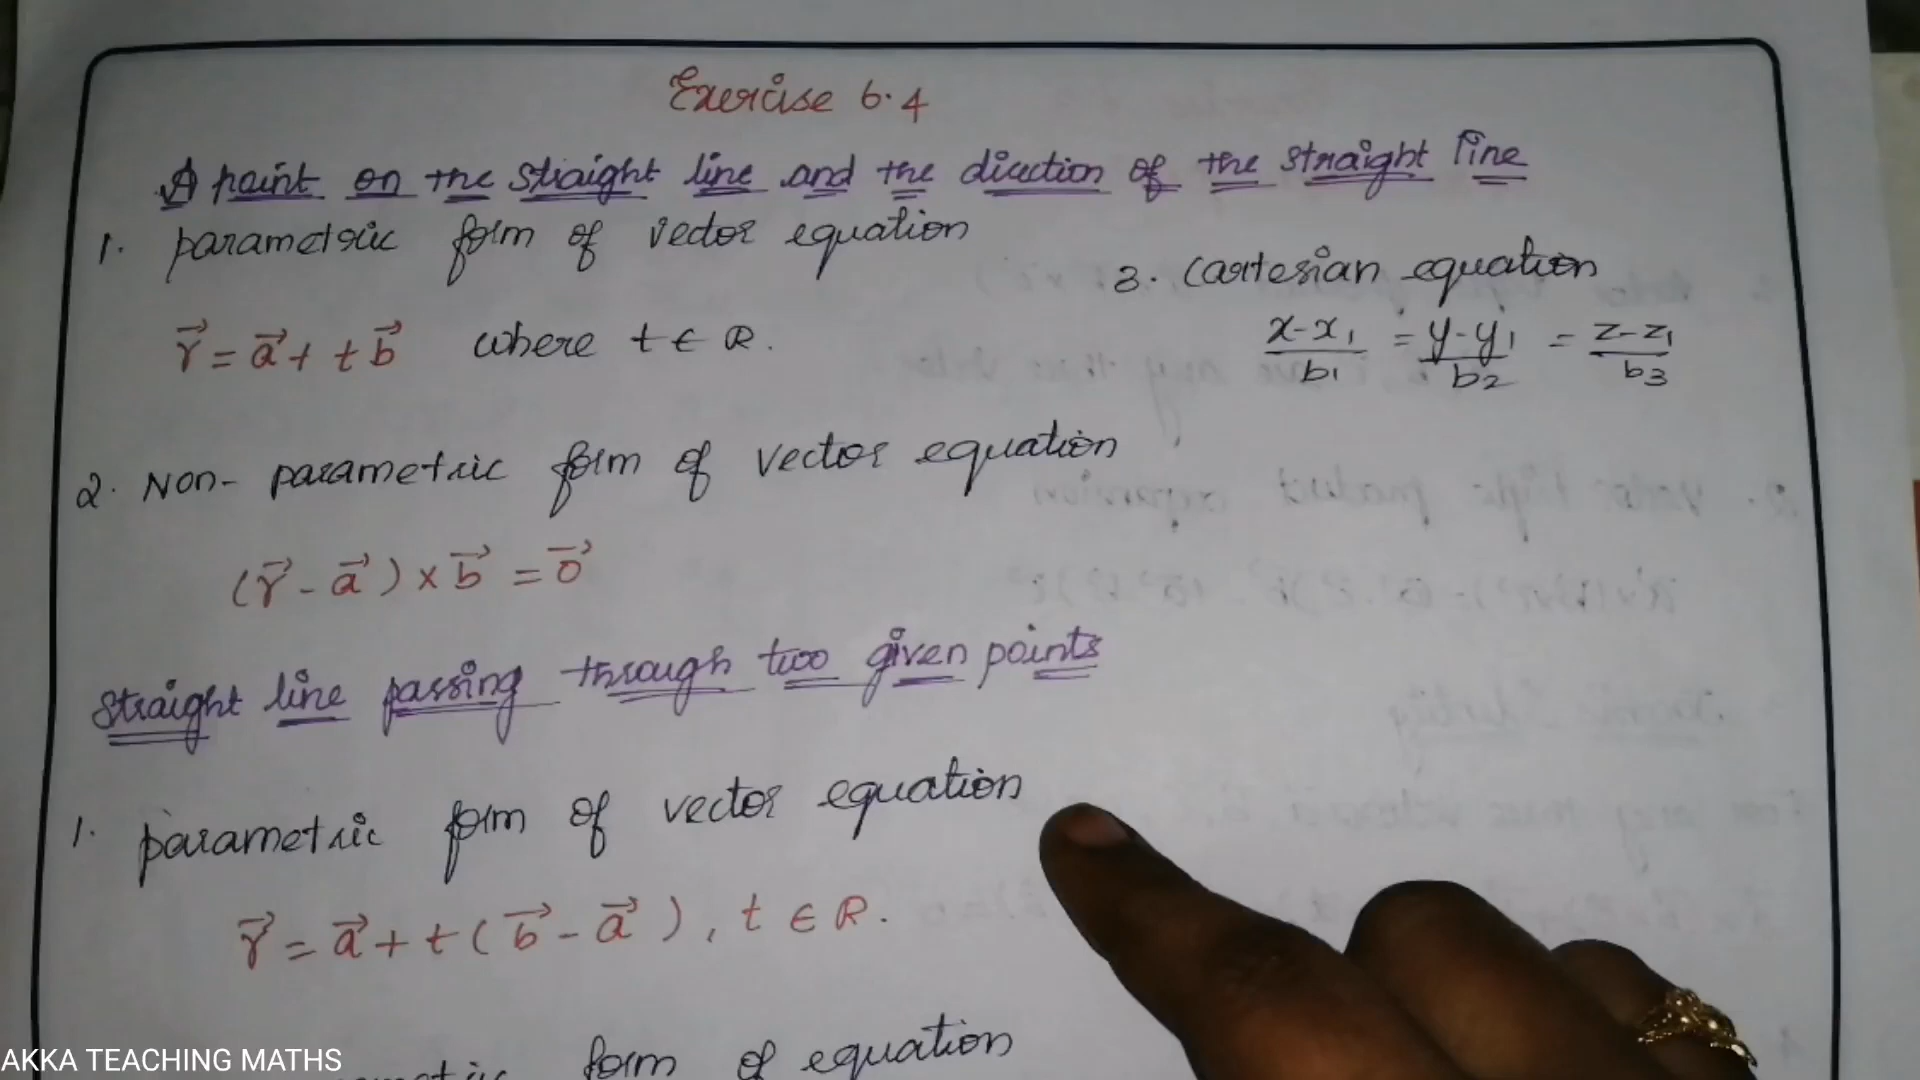 Exercise 6.4
A point on the straight line and the direction of the straight line
1. parametric form of vector equation
r⃗ = a⃗ + t b⃗ where t ∈ R.
3. Cartesian equation
(x-x₁)/b₁ = (y-y₁)/b₂ = (z-z₁)/b₃
2. Non-parametric form of vector equation
(r⃗ - a⃗) × b⃗ = 0⃗
Straight line passing through two given points
1. parametric form of vector equation
r⃗ = a⃗ + t(b⃗ - a⃗), t ∈ R.
form of equation
AKKA TEACHING MATHS